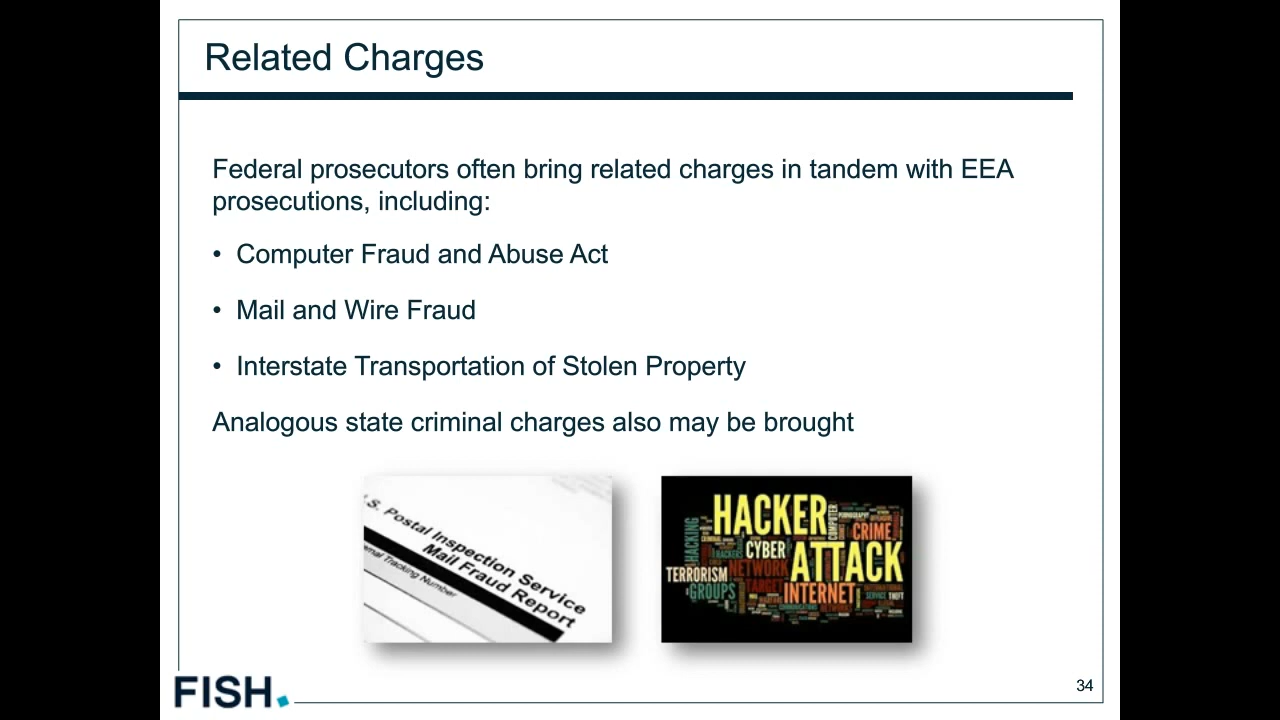 Related Charges
Federal prosecutors often bring related charges in tandem with EEA
prosecutions, including:
• Computer Fraud and Abuse Act
• Mail and Wire Fraud
• Interstate Transportation of Stolen Property
Analogous state criminal charges also may be brought
.S. Postal Inspection Service
Mail Fraud Report
Tracking Number
HACKER
COMPUTER
CRIME
HACKING
CYBER
HACKERS
ATTACK
NETWORK
TERRORISM
TARGET
GROUPS
INTERNET
SERVICE THEFT
FISH.
34